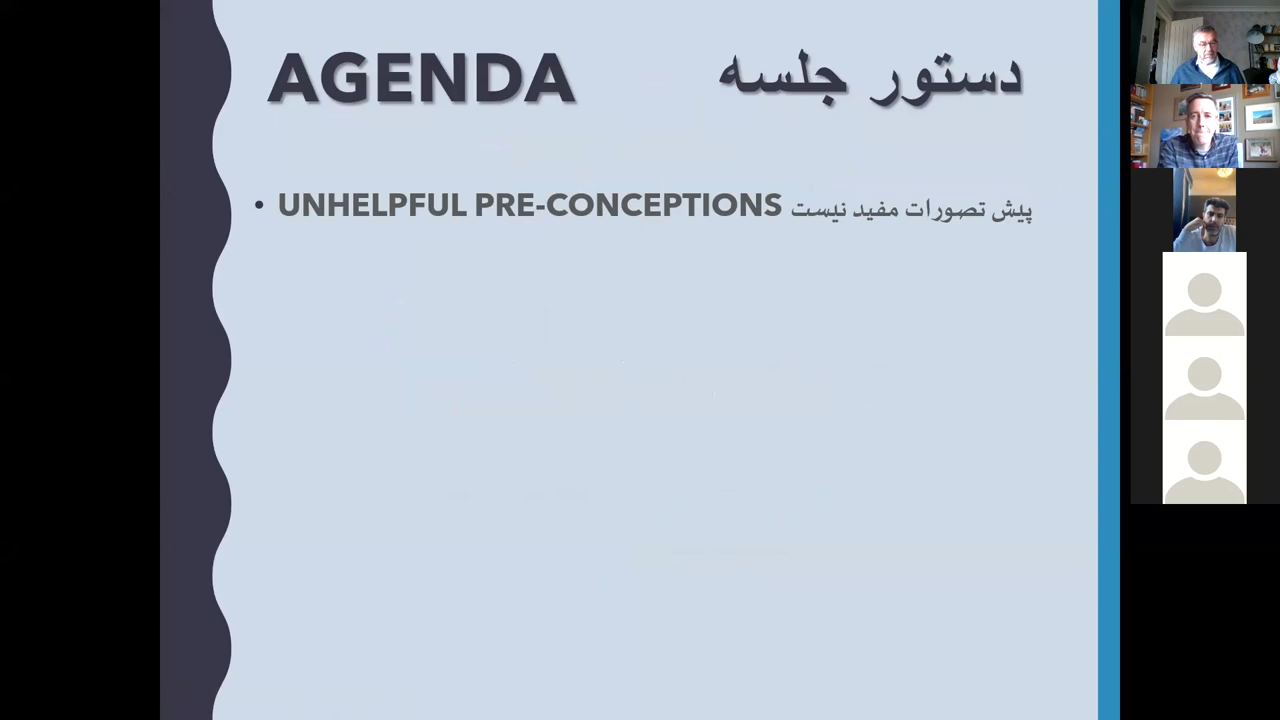 AGENDA دستور جلسه
• UNHELPFUL PRE-CONCEPTIONS پیش تصورات مفید نیست